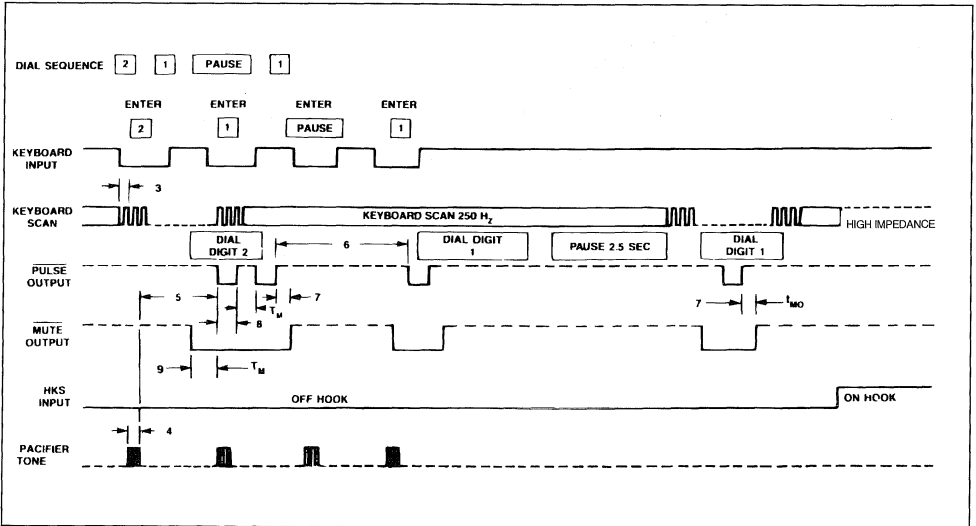 DIAL SEQUENCE 2 1 PAUSE 1
ENTER ENTER ENTER ENTER
2 1 PAUSE 1
KEYBOARD INPUT
3
KEYBOARD SCAN
KEYBOARD SCAN 250 Hz
HIGH IMPEDANCE
DIAL DIGIT 2
6
DIAL DIGIT 1
PAUSE 2.5 SEC
DIAL DIGIT 1
PULSE OUTPUT
5
7
TM
8
7
tMO
MUTE OUTPUT
9
TM
HKS INPUT
OFF HOOK
ON HOOK
4
PACIFIER TONE